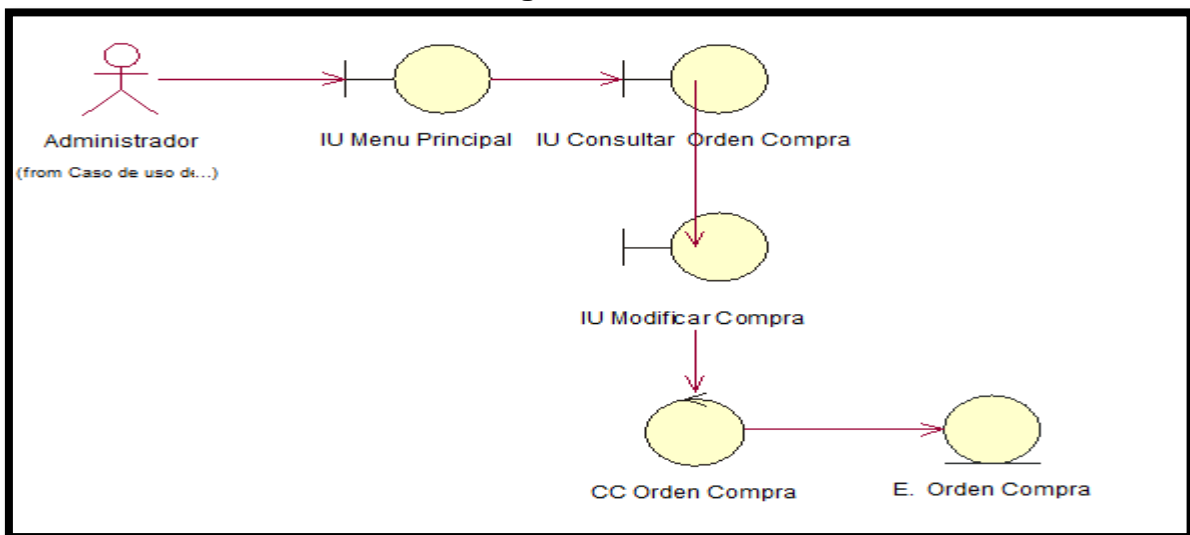 Administrador
(from Caso de uso de...)
IU Menu Principal
IU Consultar Orden Compra
IU Modificar Compra
CC Orden Compra
E. Orden Compra